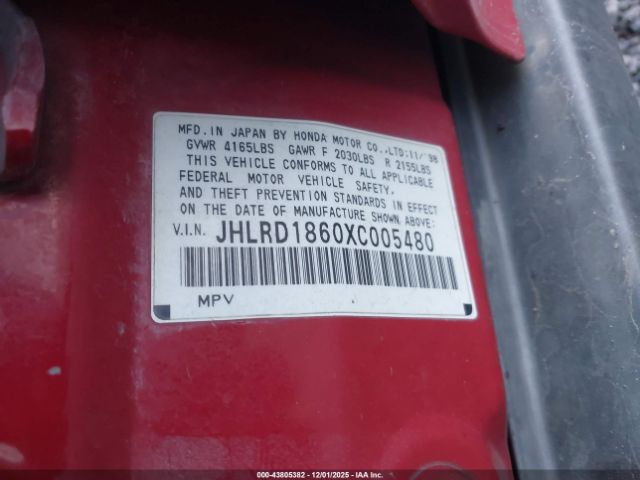 MFD. IN JAPAN BY HONDA MOTOR CO.,LTD:11/'98
GVWR 4165LBS GAWR F 2030LBS R 2155LBS
THIS VEHICLE CONFORMS TO ALL APPLICABLE
FEDERAL MOTOR VEHICLE SAFETY,
AND THEFT PREVENTION STANDARDS IN EFFECT
ON THE DATE OF MANUFACTURE SHOWN ABOVE:
V.I.N. JHLRD1860XC005480
MPV
000-43805382 - 12/01/2025 - IAA Inc.